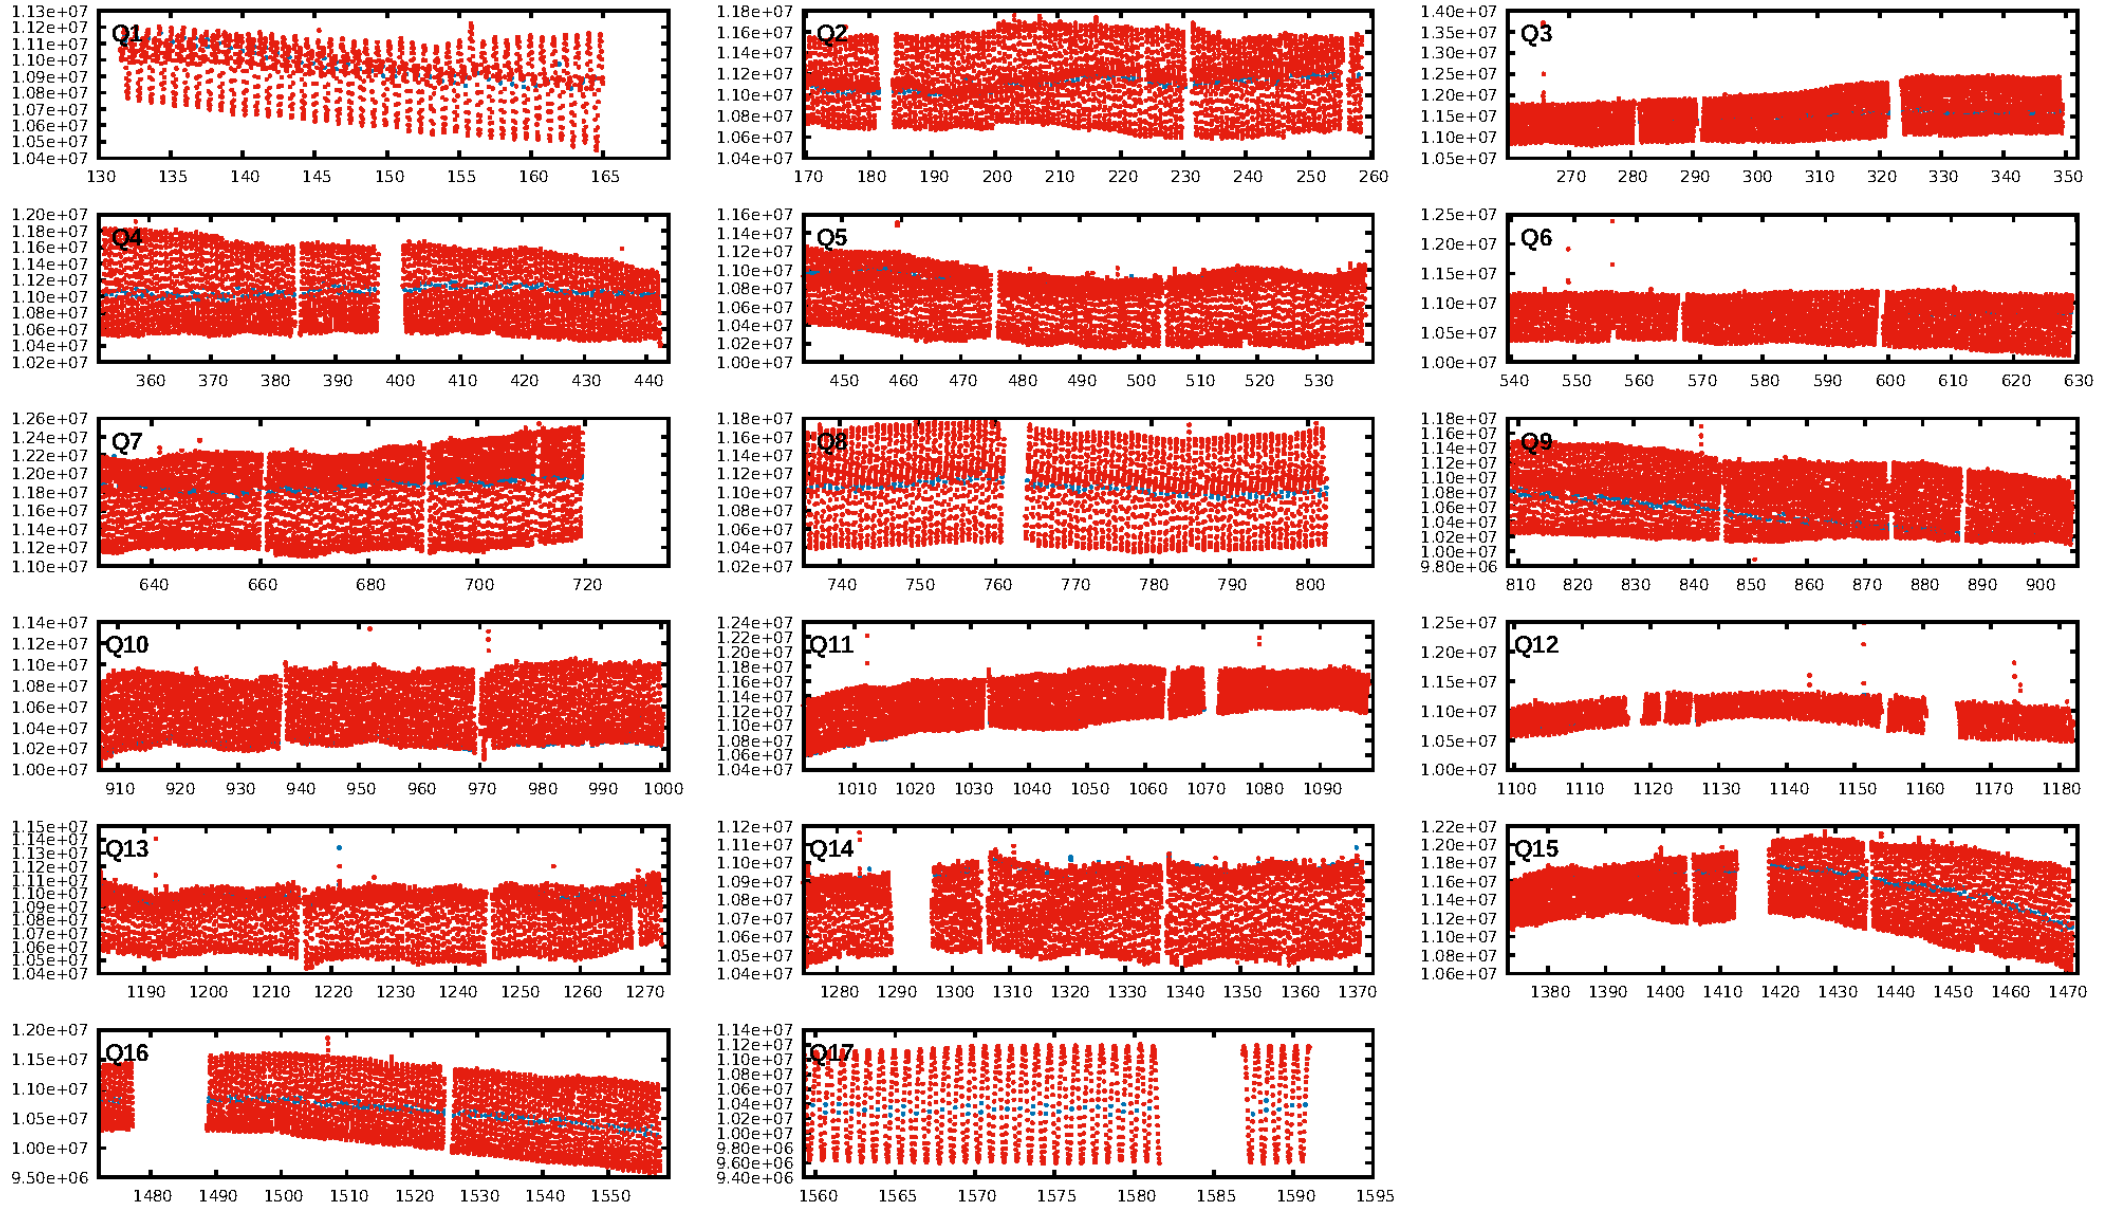 Q1
1.13e+07
1.12e+07
1.11e+07
1.10e+07
1.09e+07
1.08e+07
1.07e+07
1.06e+07
1.05e+07
1.04e+07
130 135 140 145 150 155 160 165
Q2
1.18e+07
1.16e+07
1.14e+07
1.12e+07
1.10e+07
1.08e+07
1.06e+07
1.04e+07
170 180 190 200 210 220 230 240 250 260
Q3
1.40e+07
1.35e+07
1.30e+07
1.25e+07
1.20e+07
1.15e+07
1.10e+07
1.05e+07
270 280 290 300 310 320 330 340 350
Q4
1.20e+07
1.18e+07
1.16e+07
1.14e+07
1.12e+07
1.10e+07
1.08e+07
1.06e+07
1.04e+07
1.02e+07
360 370 380 390 400 410 420 430 440
Q5
1.16e+07
1.14e+07
1.12e+07
1.10e+07
1.08e+07
1.06e+07
1.04e+07
1.02e+07
1.00e+07
450 460 470 480 490 500 510 520 530
Q6
1.25e+07
1.20e+07
1.15e+07
1.10e+07
1.05e+07
1.00e+07
540 550 560 570 580 590 600 610 620 630
Q7
1.26e+07
1.24e+07
1.22e+07
1.20e+07
1.18e+07
1.16e+07
1.14e+07
1.12e+07
1.10e+07
640 660 680 700 720
Q8
1.18e+07
1.16e+07
1.14e+07
1.12e+07
1.10e+07
1.08e+07
1.06e+07
1.04e+07
1.02e+07
740 750 760 770 780 790 800
Q9
1.18e+07
1.16e+07
1.14e+07
1.12e+07
1.10e+07
1.08e+07
1.06e+07
1.04e+07
1.02e+07
1.00e+07
9.80e+06
810 820 830 840 850 860 870 880 890 900
Q10
1.14e+07
1.12e+07
1.10e+07
1.08e+07
1.06e+07
1.04e+07
1.02e+07
1.00e+07
910 920 930 940 950 960 970 980 990 1000
Q11
1.24e+07
1.22e+07
1.20e+07
1.18e+07
1.16e+07
1.14e+07
1.12e+07
1.10e+07
1.08e+07
1.06e+07
1.04e+07
1010 1020 1030 1040 1050 1060 1070 1080 1090
Q12
1.25e+07
1.20e+07
1.15e+07
1.10e+07
1.05e+07
1.00e+07
1100 1110 1120 1130 1140 1150 1160 1170 1180
Q13
1.15e+07
1.14e+07
1.13e+07
1.12e+07
1.11e+07
1.10e+07
1.09e+07
1.08e+07
1.07e+07
1.06e+07
1.05e+07
1.04e+07
1190 1200 1210 1220 1230 1240 1250 1260 1270
Q14
1.12e+07
1.11e+07
1.10e+07
1.09e+07
1.08e+07
1.07e+07
1.06e+07
1.05e+07
1.04e+07
1280 1290 1300 1310 1320 1330 1340 1350 1360 1370
Q15
1.22e+07
1.20e+07
1.18e+07
1.16e+07
1.14e+07
1.12e+07
1.10e+07
1.08e+07
1.06e+07
1380 1390 1400 1410 1420 1430 1440 1450 1460 1470
Q16
1.20e+07
1.15e+07
1.10e+07
1.05e+07
1.00e+07
9.50e+06
1480 1490 1500 1510 1520 1530 1540 1550
Q17
1.14e+07
1.12e+07
1.10e+07
1.08e+07
1.06e+07
1.04e+07
1.02e+07
1.00e+07
9.80e+06
9.60e+06
9.40e+06
1560 1565 1570 1575 1580 1585 1590 1595